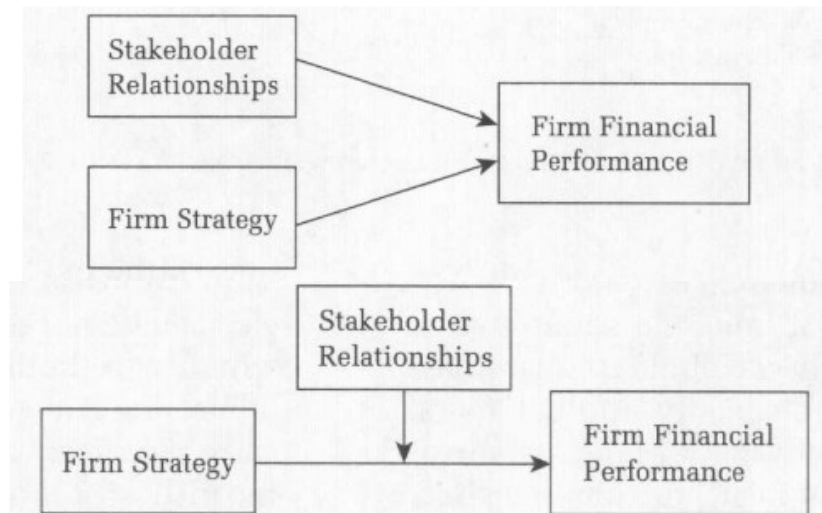 Stakeholder
Relationships
Firm Financial
Performance
Firm Strategy
Stakeholder
Relationships
Firm Strategy
Firm Financial
Performance